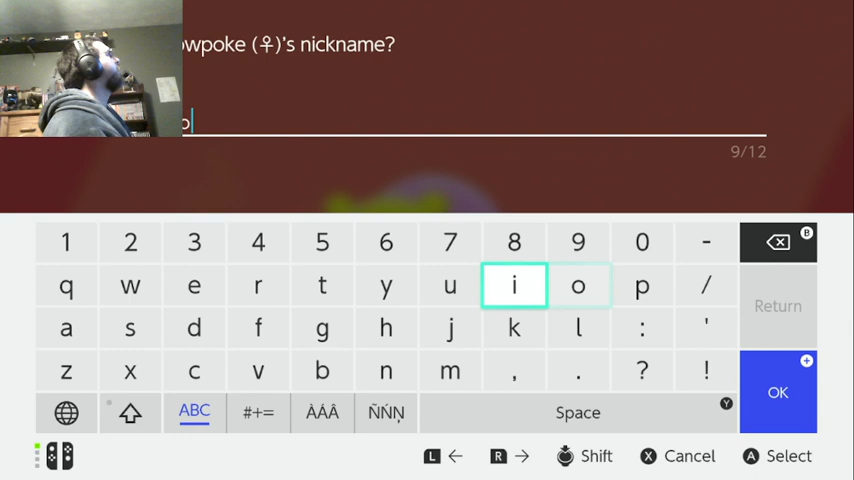 owpoke (♀)'s nickname?
o
9/12
1 2 3 4 5 6 7 8 9 0 -
q w e r t y u i o p /
Return
a s d f g h j k l : '
z x c v b n m , . ? !
OK
ABC #+= ÀÁÂ ÑŃŅ Space
L ← R → Shift X Cancel A Select